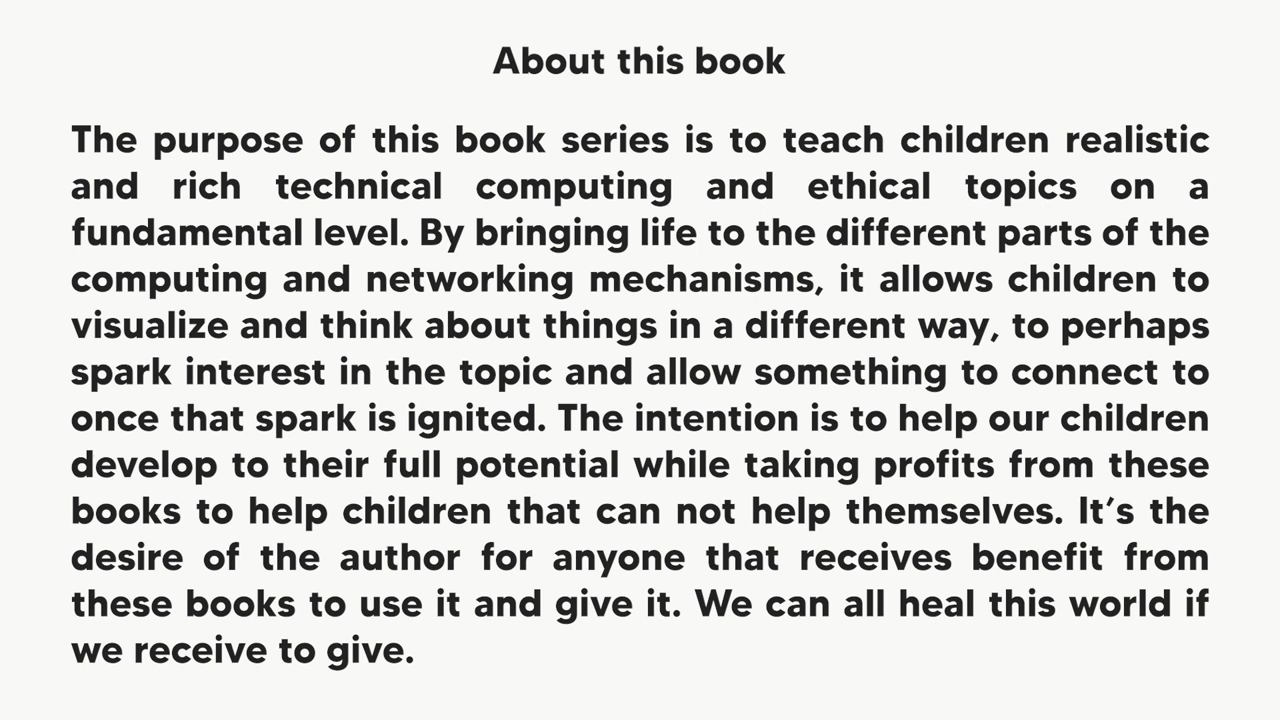 About this book
The purpose of this book series is to teach children realistic
and rich technical computing and ethical topics on a
fundamental level. By bringing life to the different parts of the
computing and networking mechanisms, it allows children to
visualize and think about things in a different way, to perhaps
spark interest in the topic and allow something to connect to
once that spark is ignited. The intention is to help our children
develop to their full potential while taking profits from these
books to help children that can not help themselves. It’s the
desire of the author for anyone that receives benefit from
these books to use it and give it. We can all heal this world if
we receive to give.